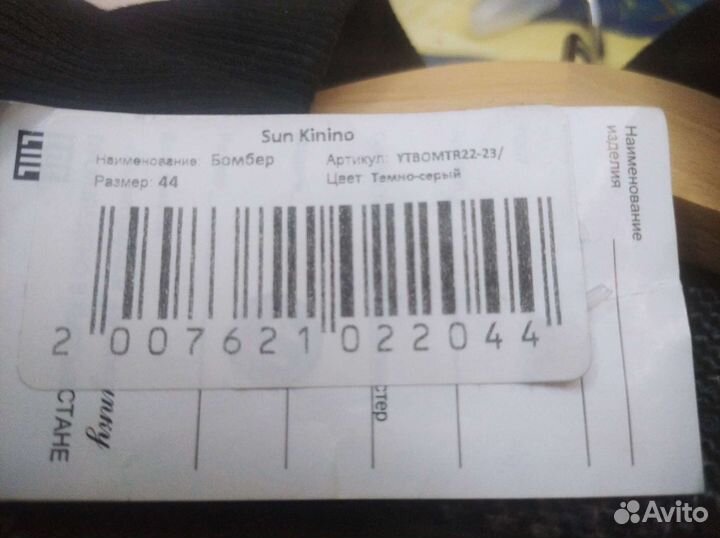 Sun Kinino
Наименование: Бомбер Артикул: YTBOMTR22-23/
Размер: 44 Цвет Темно-серый
2 007621 022044
Наименование
изделия
стер
СТАНЕ
Avito